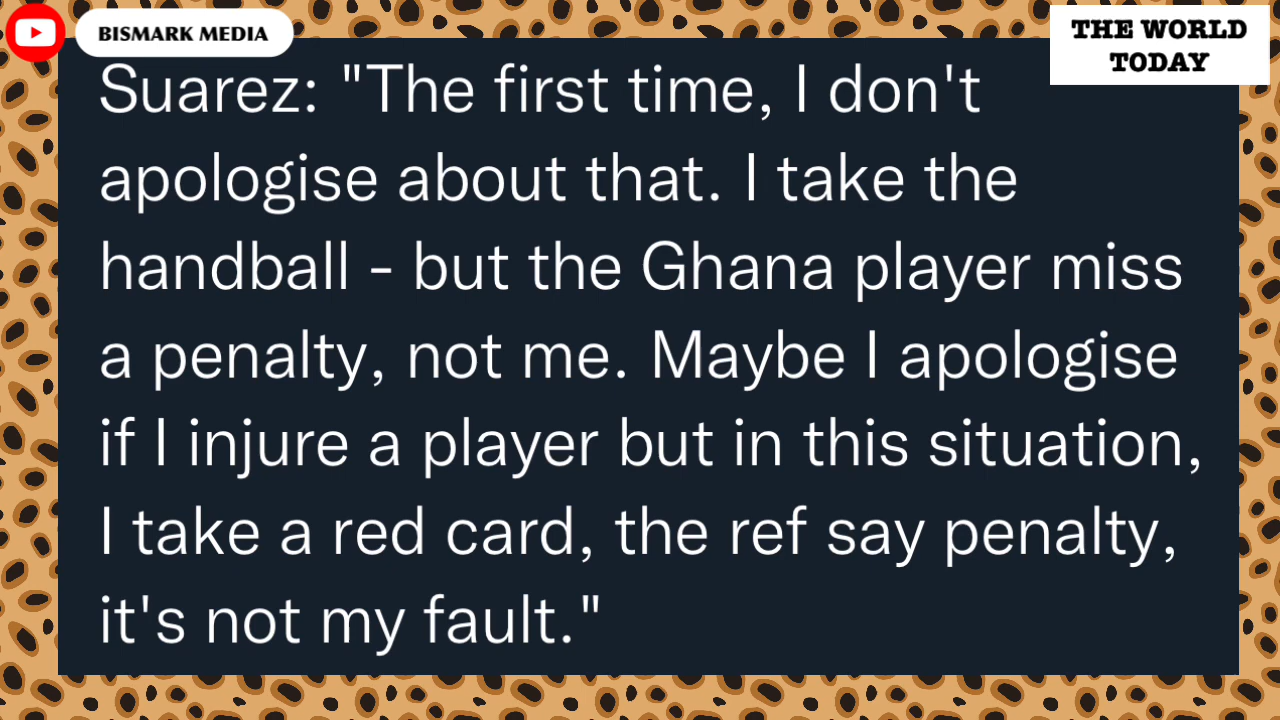 BISMARK MEDIA
THE WORLD
TODAY
Suarez: "The first time, I don't
apologise about that. I take the
handball - but the Ghana player miss
a penalty, not me. Maybe I apologise
if I injure a player but in this situation,
I take a red card, the ref say penalty,
it's not my fault."